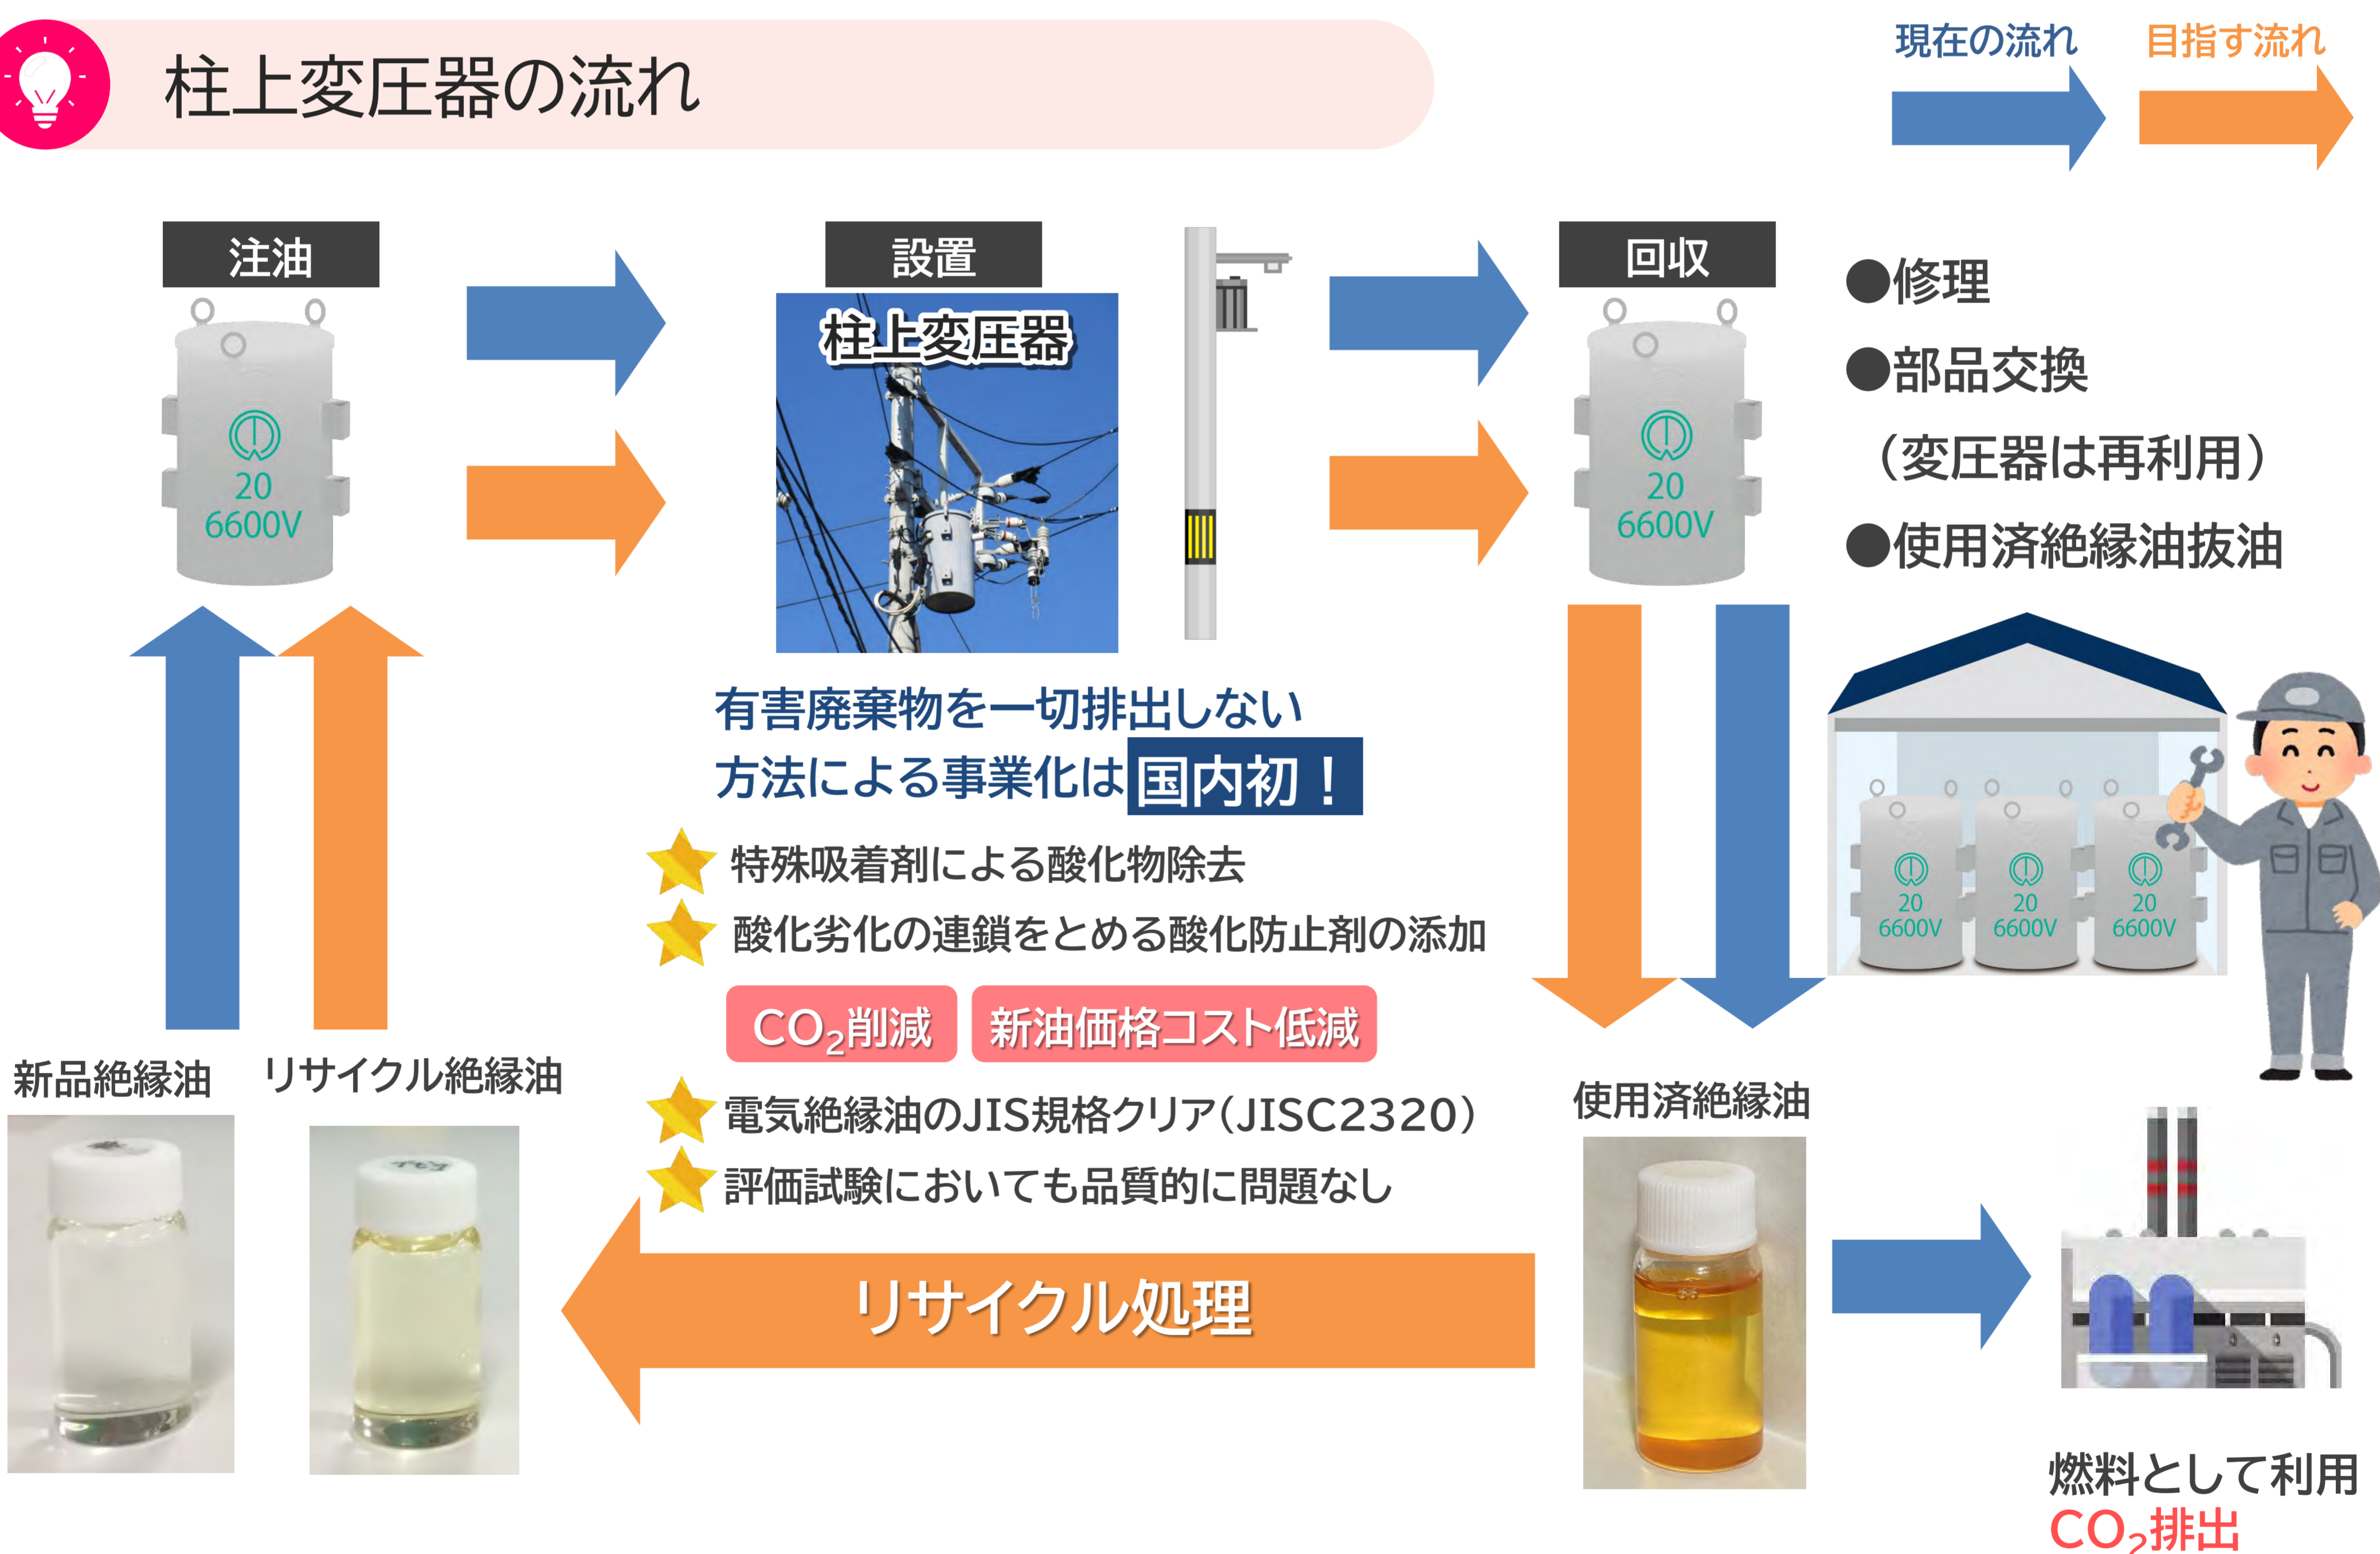 柱上変圧器の流れ
現在の流れ
目指す流れ
注油
設置
回収
柱上変圧器
20
6600V
20
6600V
●修理
●部品交換
（変圧器は再利用）
●使用済絶縁油抜油
有害廃棄物を一切排出しない
方法による事業化は国内初！
特殊吸着剤による酸化物除去
酸化劣化の連鎖をとめる酸化防止剤の添加
CO₂削減
新油価格コスト低減
電気絶縁油のJIS規格クリア（JISC2320）
評価試験においても品質的に問題なし
20
6600V
20
6600V
20
6600V
新品絶縁油
リサイクル絶縁油
使用済絶縁油
リサイクル処理
燃料として利用
CO₂排出